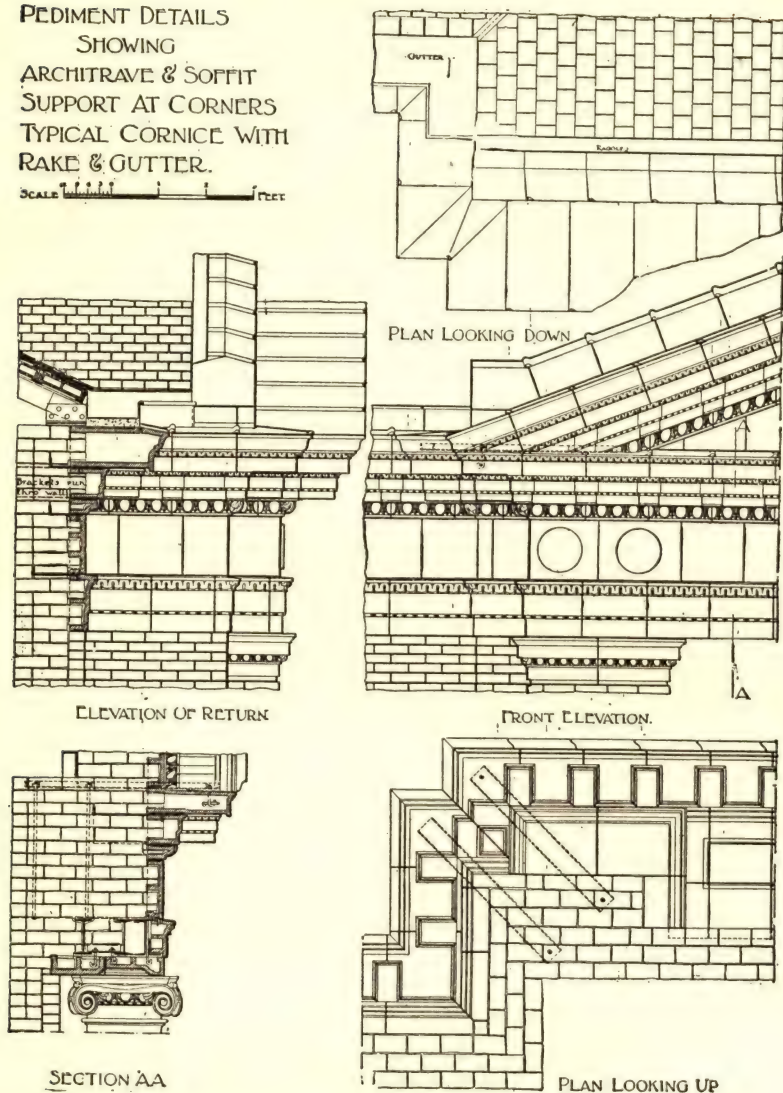 PEDIMENT DETAILS
SHOWING
ARCHITRAVE & SOFFIT
SUPPORT AT CORNERS
TYPICAL CORNICE WITH
RAKE & GUTTER.
SCALE FEET
GUTTER
RAGGLE
PLAN LOOKING DOWN
Brackets run
thro wall
A
A
ELEVATION OF RETURN
FRONT ELEVATION.
SECTION AA
PLAN LOOKING UP